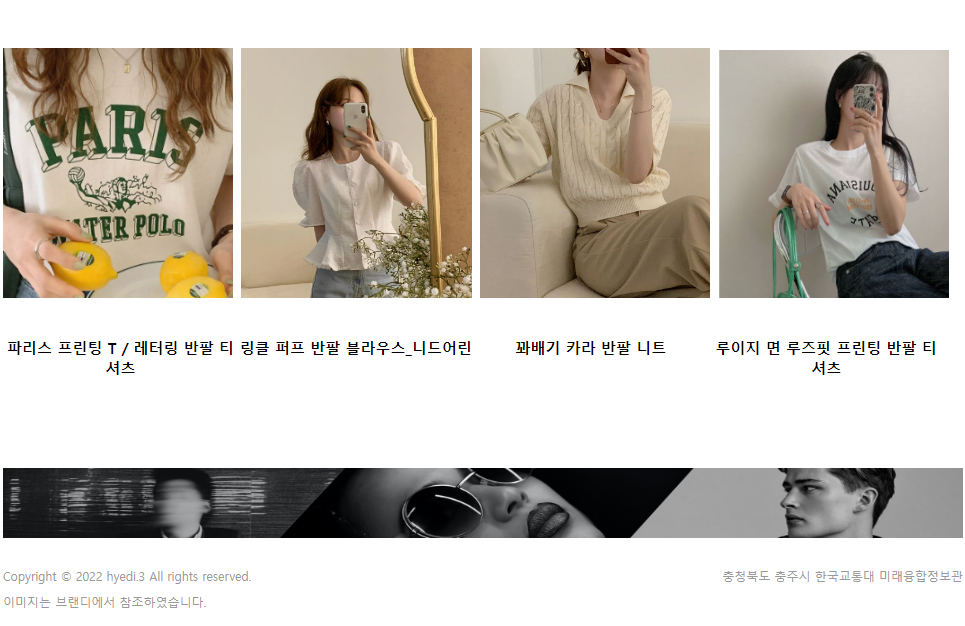 PARIS
WATER POLO
LOUISIANA
STATE
파리스 프린팅 T / 레터링 반팔 티
셔츠
링클 퍼프 반팔 블라우스_니드어린
꽈배기 카라 반팔 니트
루이지 면 루즈핏 프린팅 반팔 티
셔츠
Copyright © 2022 hyedi.3 All rights reserved.
충청북도 충주시 한국교통대 미래융합정보관
이미지는 브랜디에서 참조하였습니다.